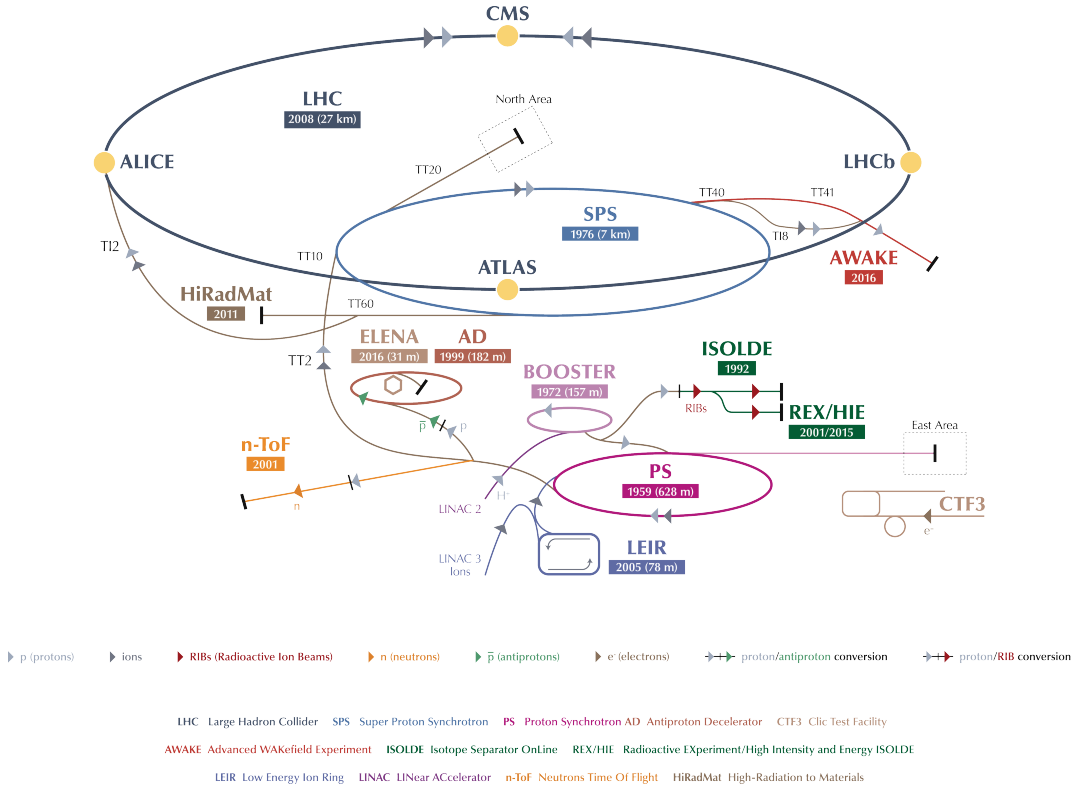 CMS
LHC
2008 (27 km)
North Area
ALICE
LHCb
TT20
TT40
TT41
SPS
1976 (7 km)
TI8
TI2
TT10
ATLAS
AWAKE
2016
HiRadMat
2011
TT60
ELENA
2016 (31 m)
AD
1999 (182 m)
TT2
BOOSTER
1972 (157 m)
ISOLDE
1992
RIBs
REX/HIE
2001/2015
p̅
p
East Area
n-ToF
2001
n
PS
1959 (628 m)
H⁻
LINAC 2
CTF3
e⁻
LINAC 3
Ions
LEIR
2005 (78 m)
p (protons)
ions
RIBs (Radioactive Ion Beams)
n (neutrons)
p̅ (antiprotons)
e⁻ (electrons)
proton/antiproton conversion
proton/RIB conversion
LHC Large Hadron Collider SPS Super Proton Synchrotron PS Proton Synchrotron AD Antiproton Decelerator CTF3 Clic Test Facility
AWAKE Advanced WAKefield Experiment ISOLDE Isotope Separator OnLine REX/HIE Radioactive EXperiment/High Intensity and Energy ISOLDE
LEIR Low Energy Ion Ring LINAC LINear ACcelerator n-ToF Neutrons Time Of Flight HiRadMat High-Radiation to Materials